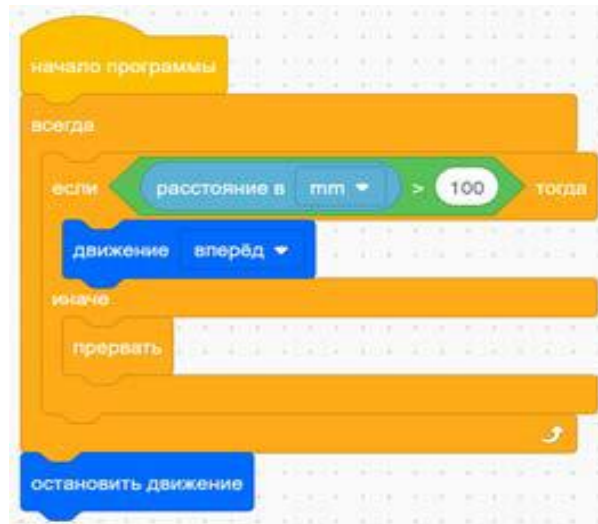 начало программы
всегда
если расстояние в mm > 100 тогда
движение вперёд
иначе
прервать
остановить движение